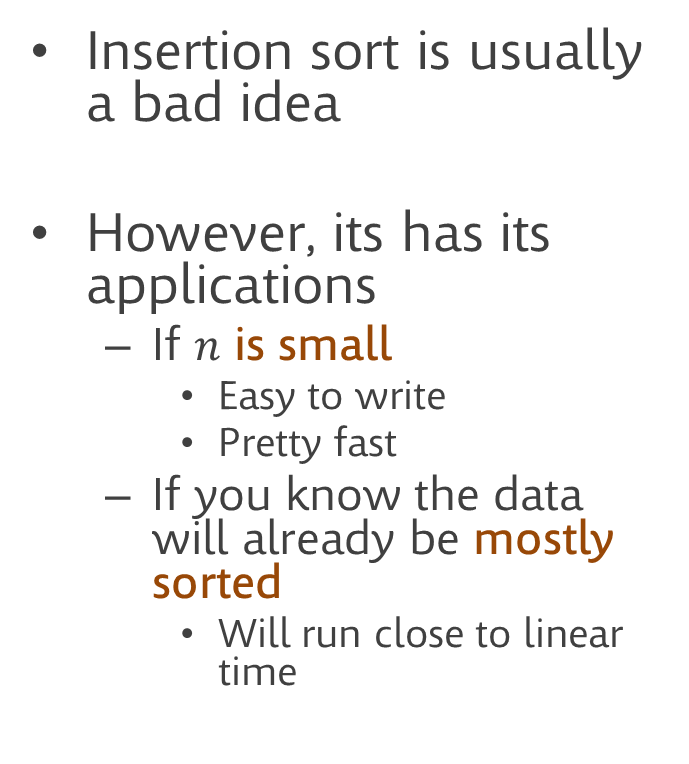 • Insertion sort is usually
a bad idea
• However, its has its
applications
– If n is small
• Easy to write
• Pretty fast
– If you know the data
will already be mostly
sorted
• Will run close to linear
time